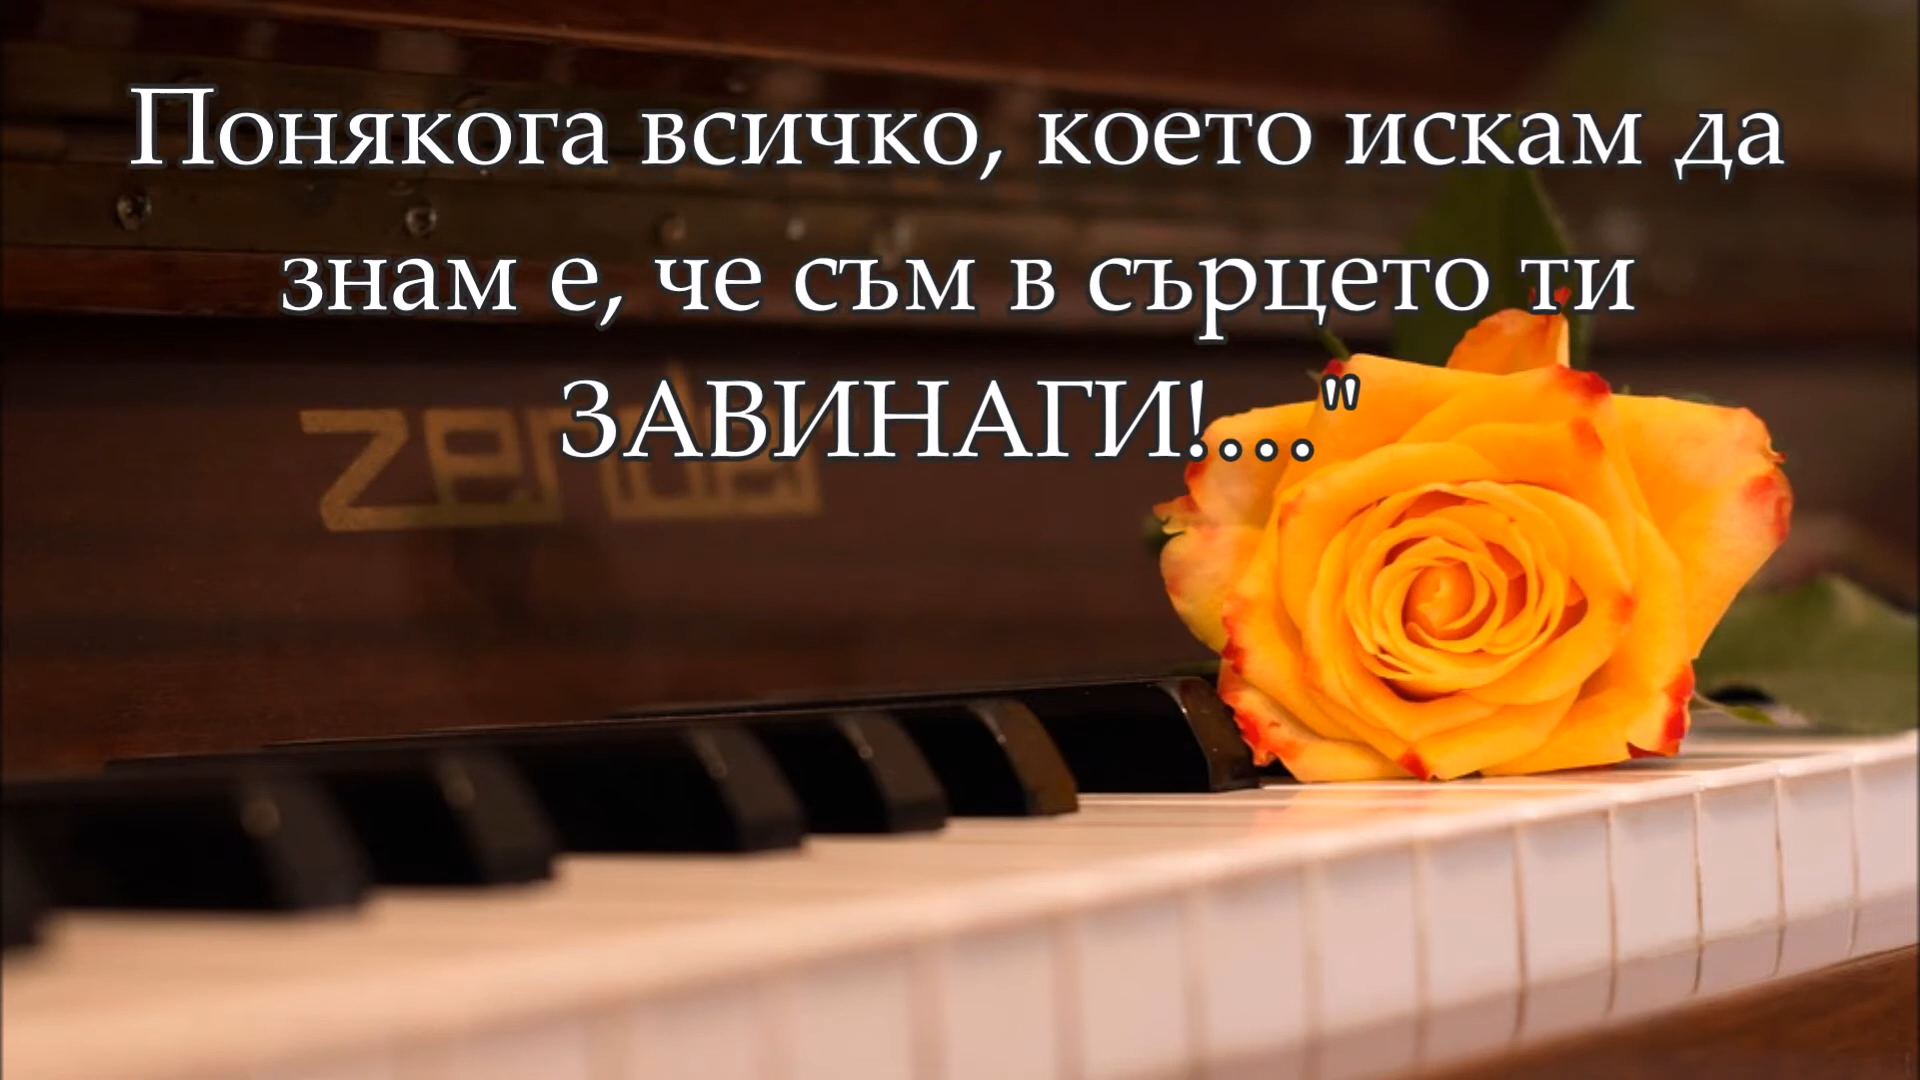 Понякога всичко, което искам да
знам е, че съм в сърцето ти
ЗАВИНАГИ!..."